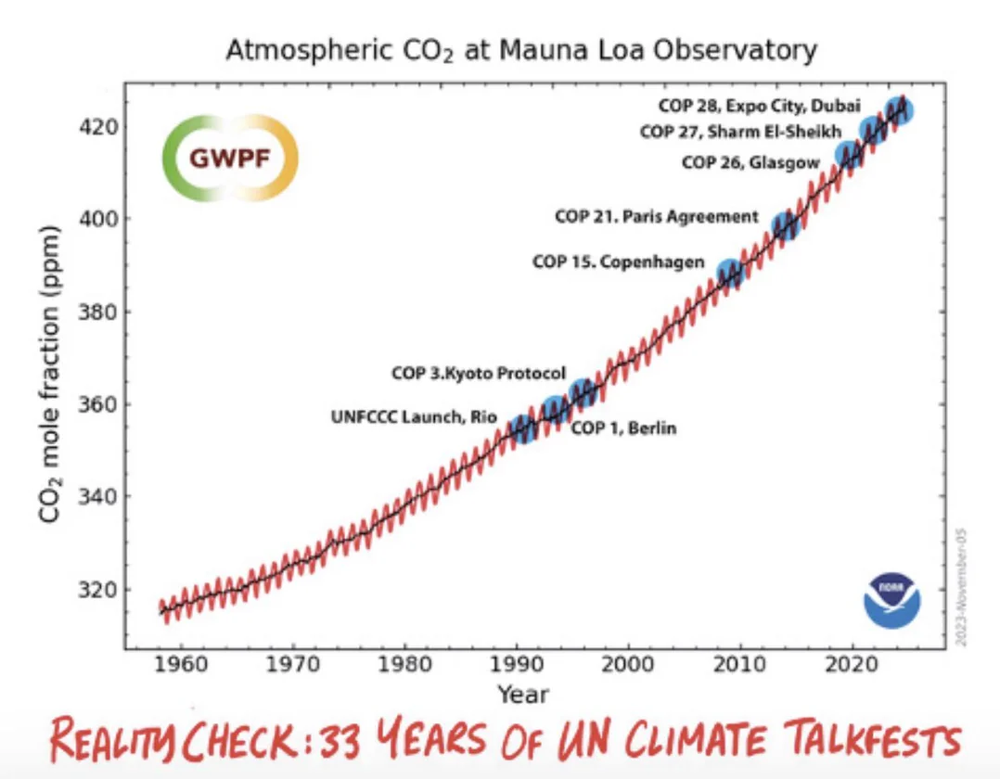 Atmospheric CO₂ at Mauna Loa Observatory
GWPF
COP 28, Expo City, Dubai
COP 27, Sharm El-Sheikh
COP 26, Glasgow
COP 21. Paris Agreement
COP 15. Copenhagen
COP 3.Kyoto Protocol
UNFCCC Launch, Rio
COP 1, Berlin
CO₂ mole fraction (ppm)
420
400
380
360
340
320
NOAA
2023-November-05
1960 1970 1980 1990 2000 2010 2020
Year
REALITY CHECK: 33 YEARS OF UN CLIMATE TALKFESTS